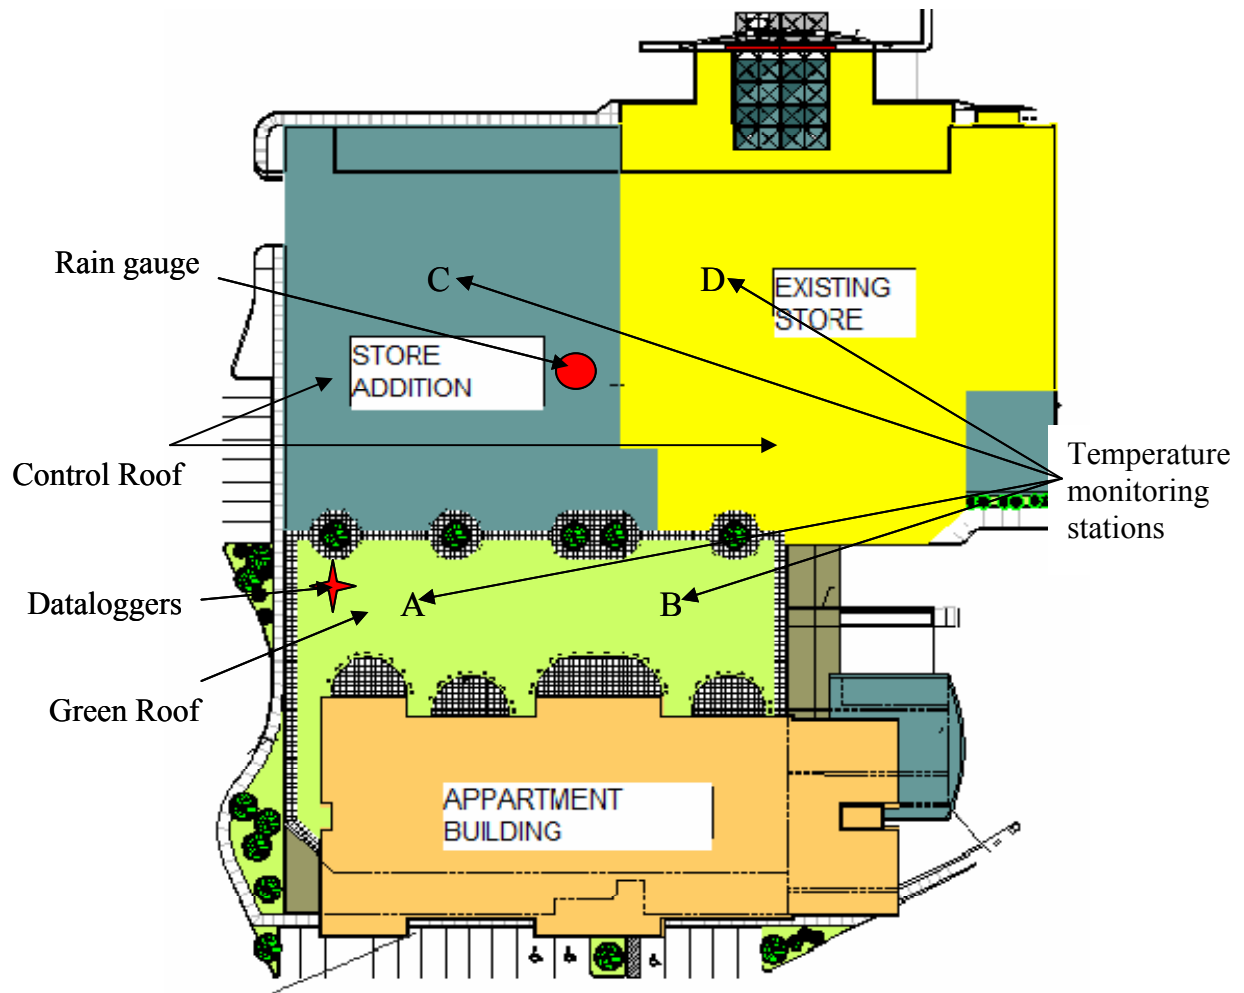 Rain gauge
C
D
EXISTING
STORE
STORE
ADDITION
Control Roof
Temperature
monitoring
stations
Dataloggers
A
B
Green Roof
APPARTMENT
BUILDING